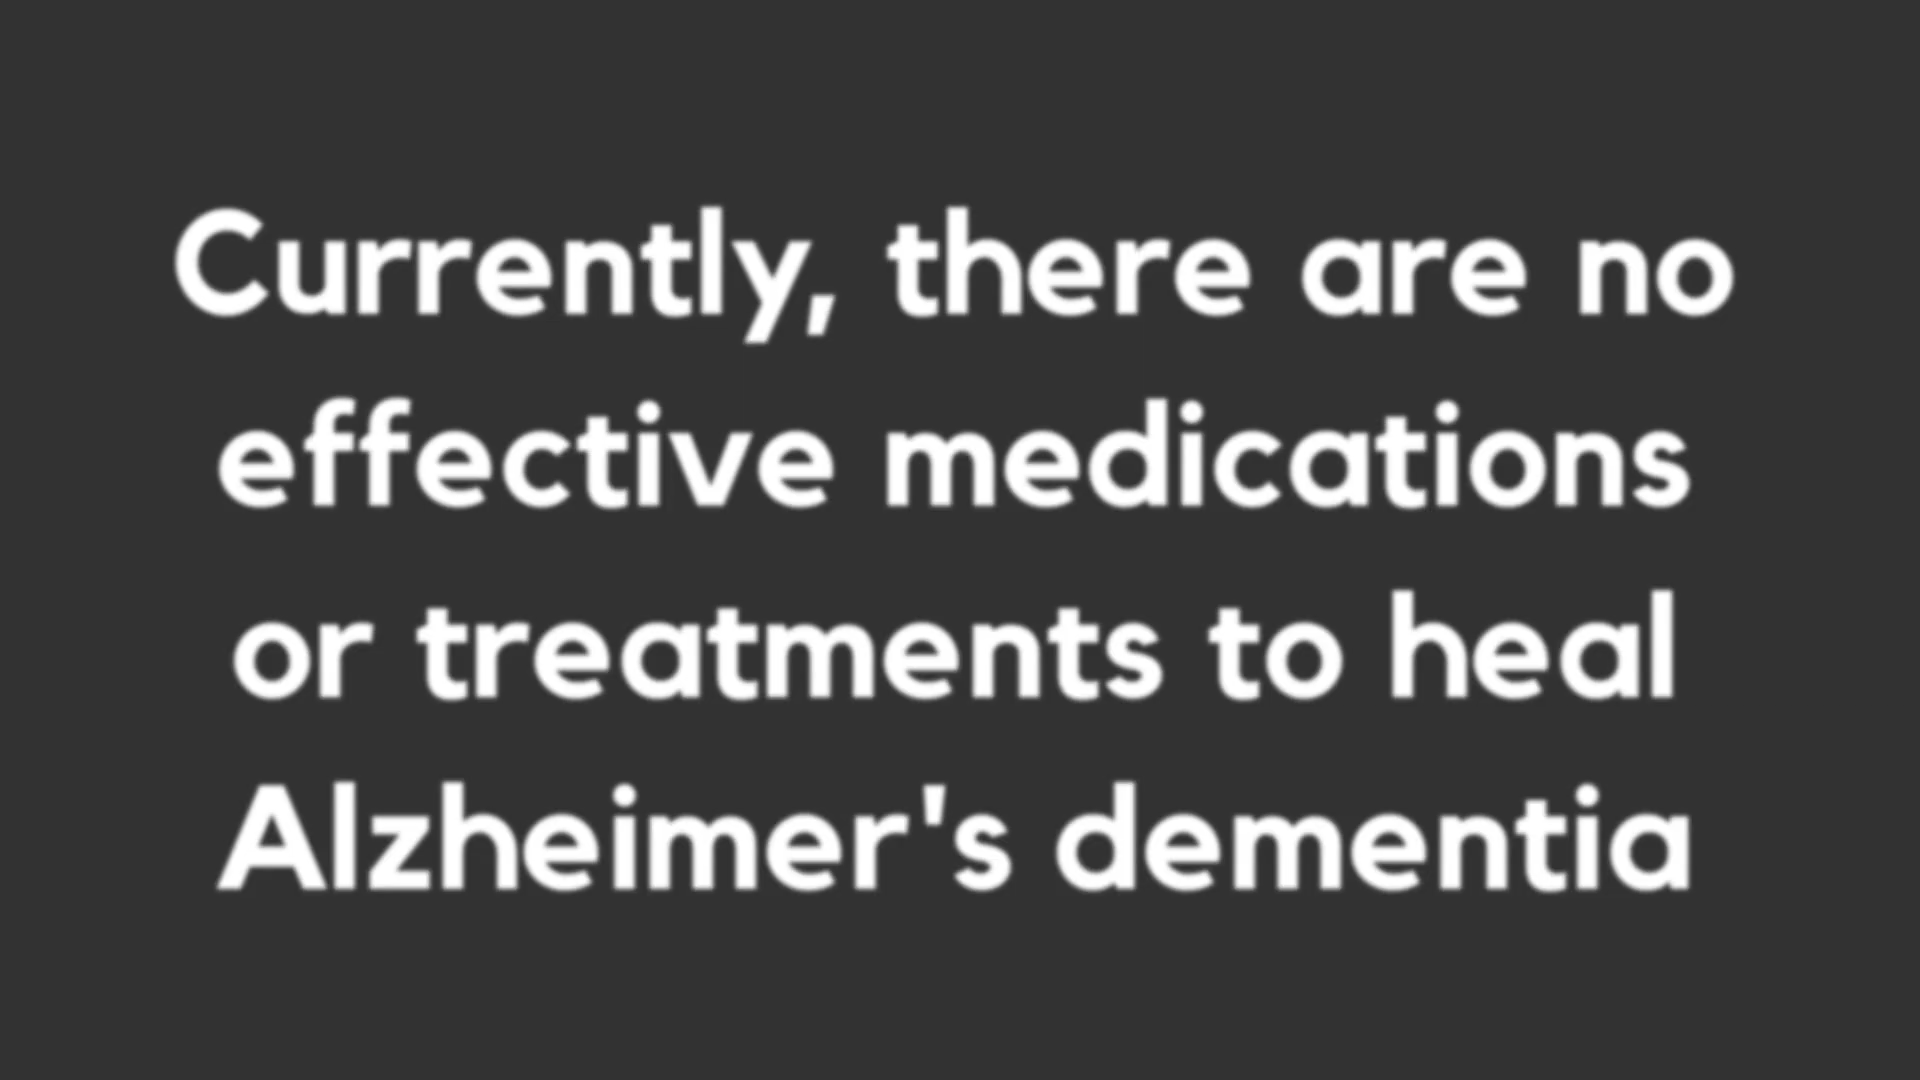 Currently, there are no
effective medications
or treatments to heal
Alzheimer's dementia